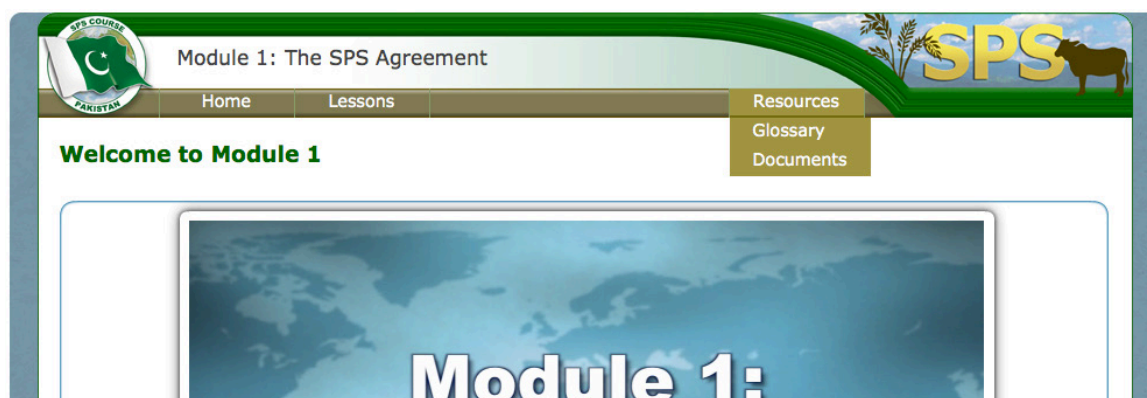 SPS COURSE
PAKISTAN
Module 1: The SPS Agreement
SPS
Home Lessons Resources
Glossary
Documents
Welcome to Module 1
Module 1: